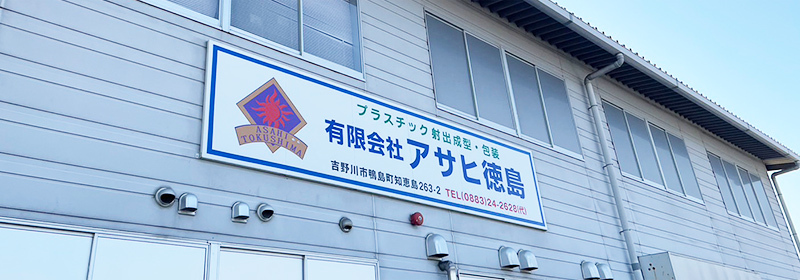 ASAHI
TOKUSHIMA
プラスチック射出成型・包装
有限会社 アサヒ徳島
吉野川市鴨島町知恵島263-2 TEL(0883)24-2628(代)